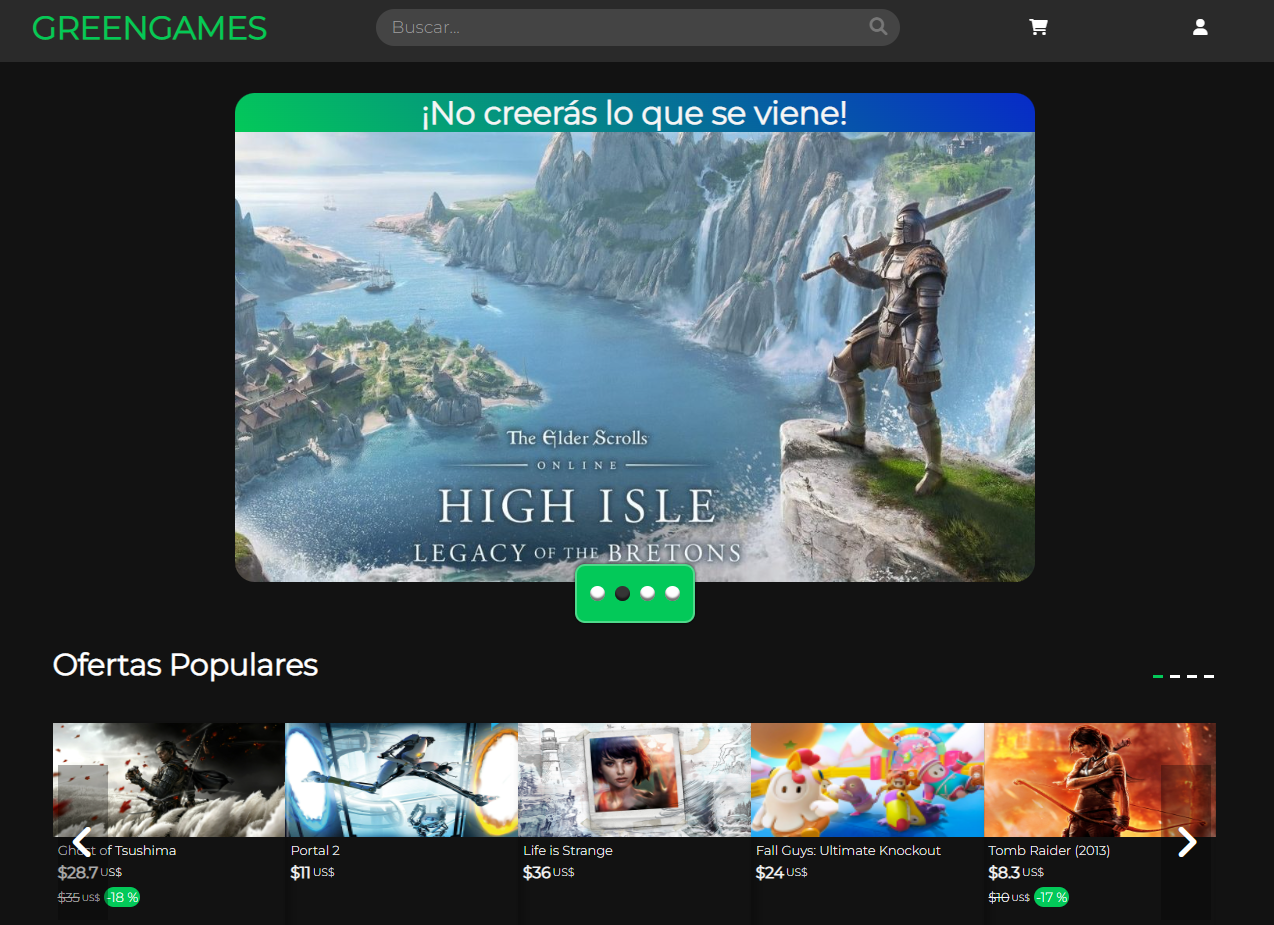 GREENGAMES
Buscar...
¡No creerás lo que se viene!
The Elder Scrolls
ONLINE
HIGH ISLE
LEGACY OF THE BRETONS
Ofertas Populares
Ghost of Tsushima
$28.7 US$
$35 US$ -18 %
Portal 2
$11 US$
Life is Strange
$36 US$
Fall Guys: Ultimate Knockout
$24 US$
Tomb Raider (2013)
$8.3 US$
$10 US$ -17 %